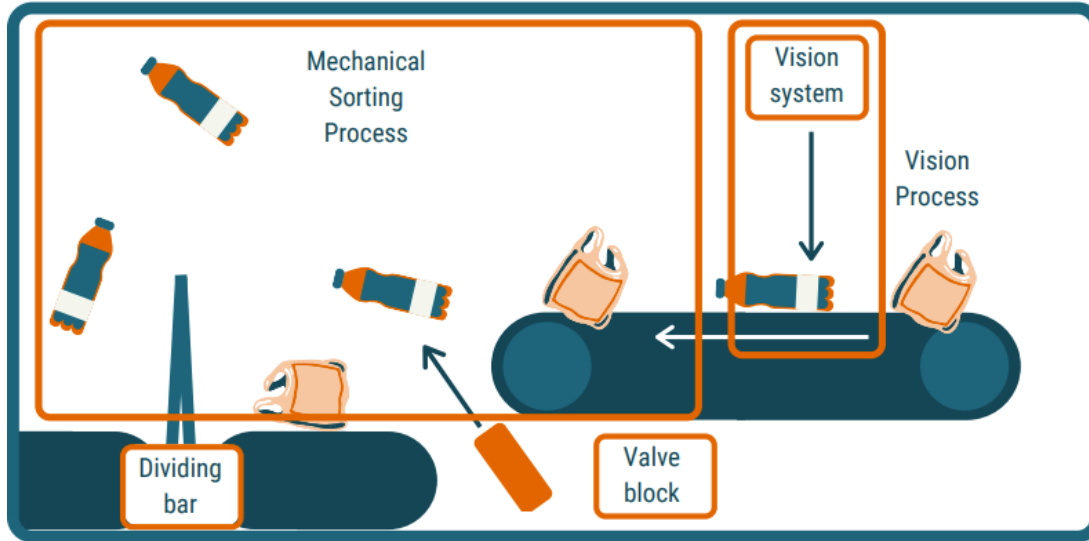 Mechanical
Sorting
Process
Vision
system
Vision
Process
Dividing
bar
Valve
block